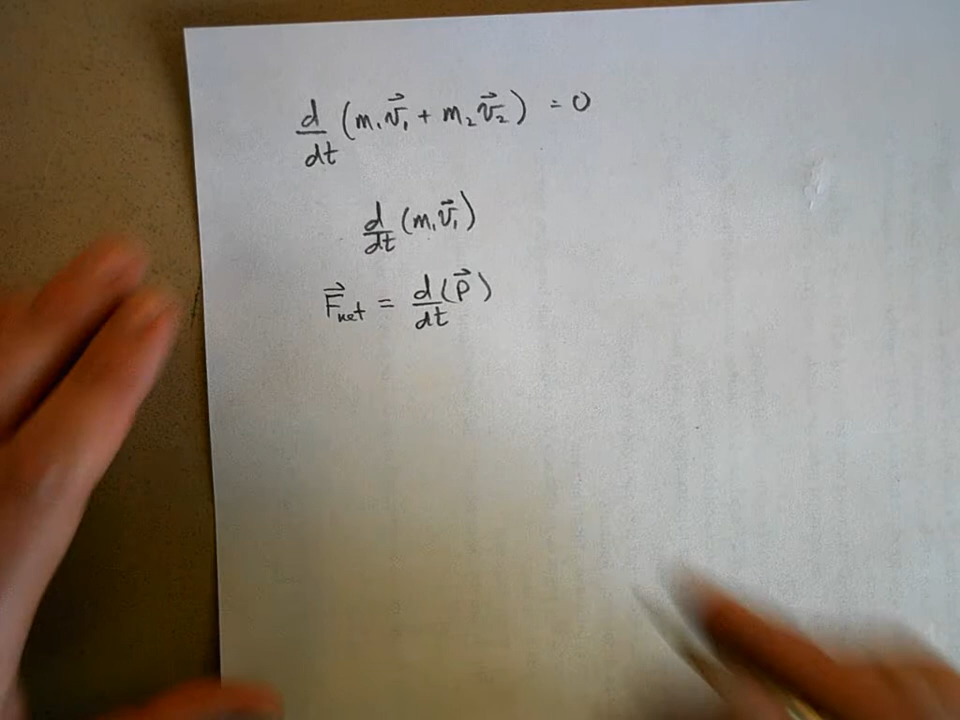 d/dt (m₁v⃗₁ + m₂v⃗₂) = 0
d/dt (m₁v⃗₁)
F⃗net = d(p⃗)/dt